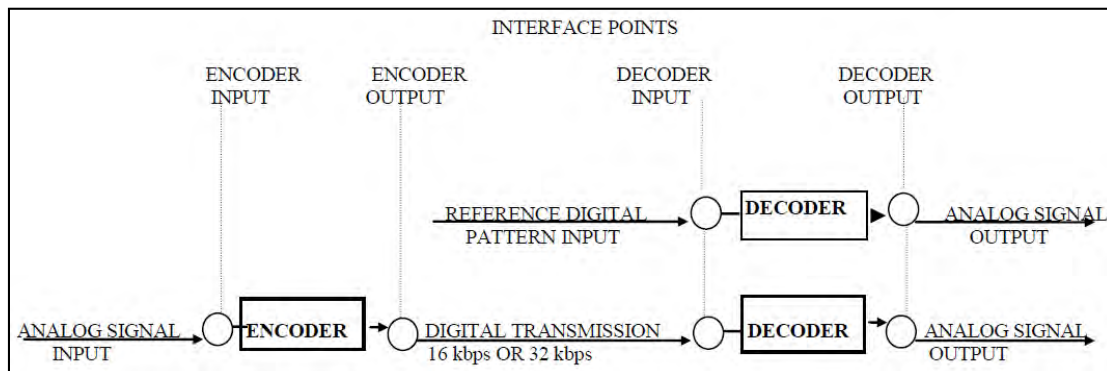 INTERFACE POINTS
ENCODER INPUT
ENCODER OUTPUT
DECODER INPUT
DECODER OUTPUT
REFERENCE DIGITAL
PATTERN INPUT
DECODER
ANALOG SIGNAL
OUTPUT
ANALOG SIGNAL
INPUT
ENCODER
DIGITAL TRANSMISSION
16 kbps OR 32 kbps
DECODER
ANALOG SIGNAL
OUTPUT